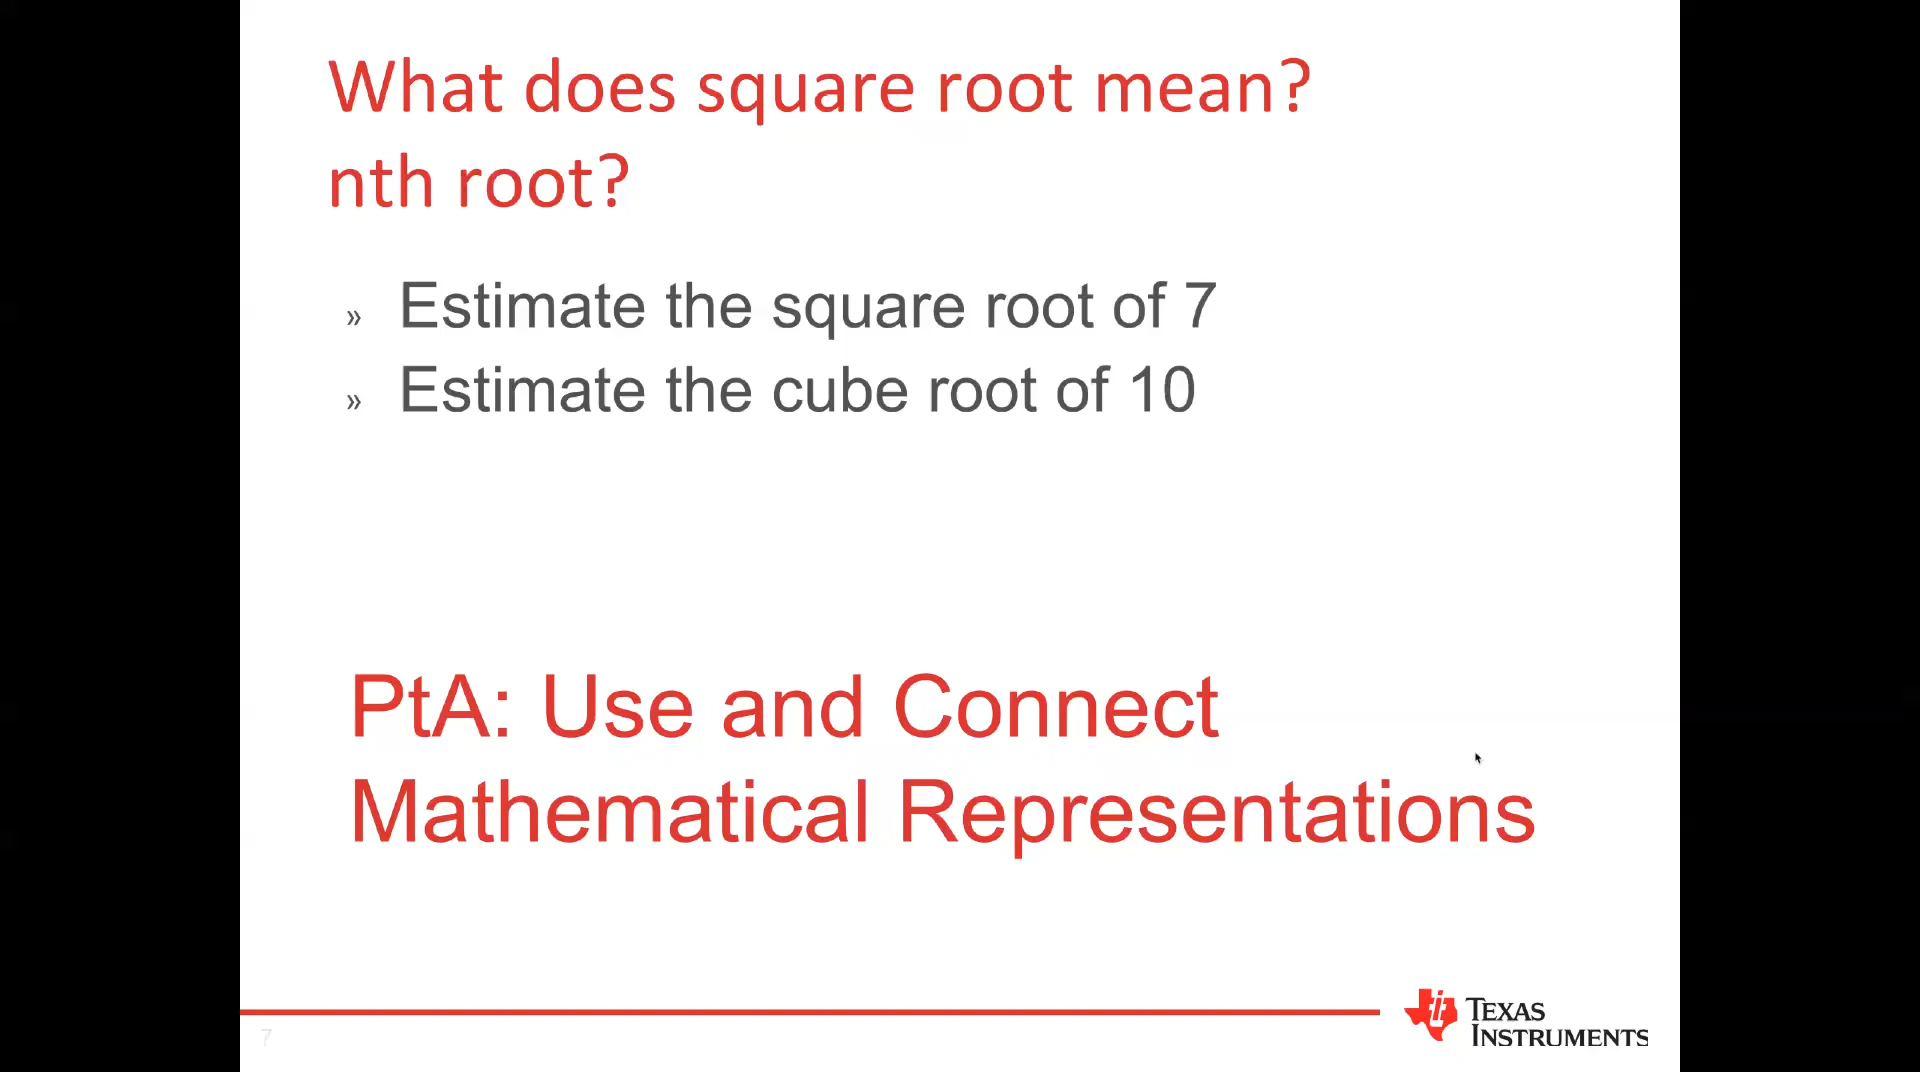 What does square root mean?
nth root?
» Estimate the square root of 7
» Estimate the cube root of 10
PtA: Use and Connect
Mathematical Representations
7
TEXAS
INSTRUMENTS